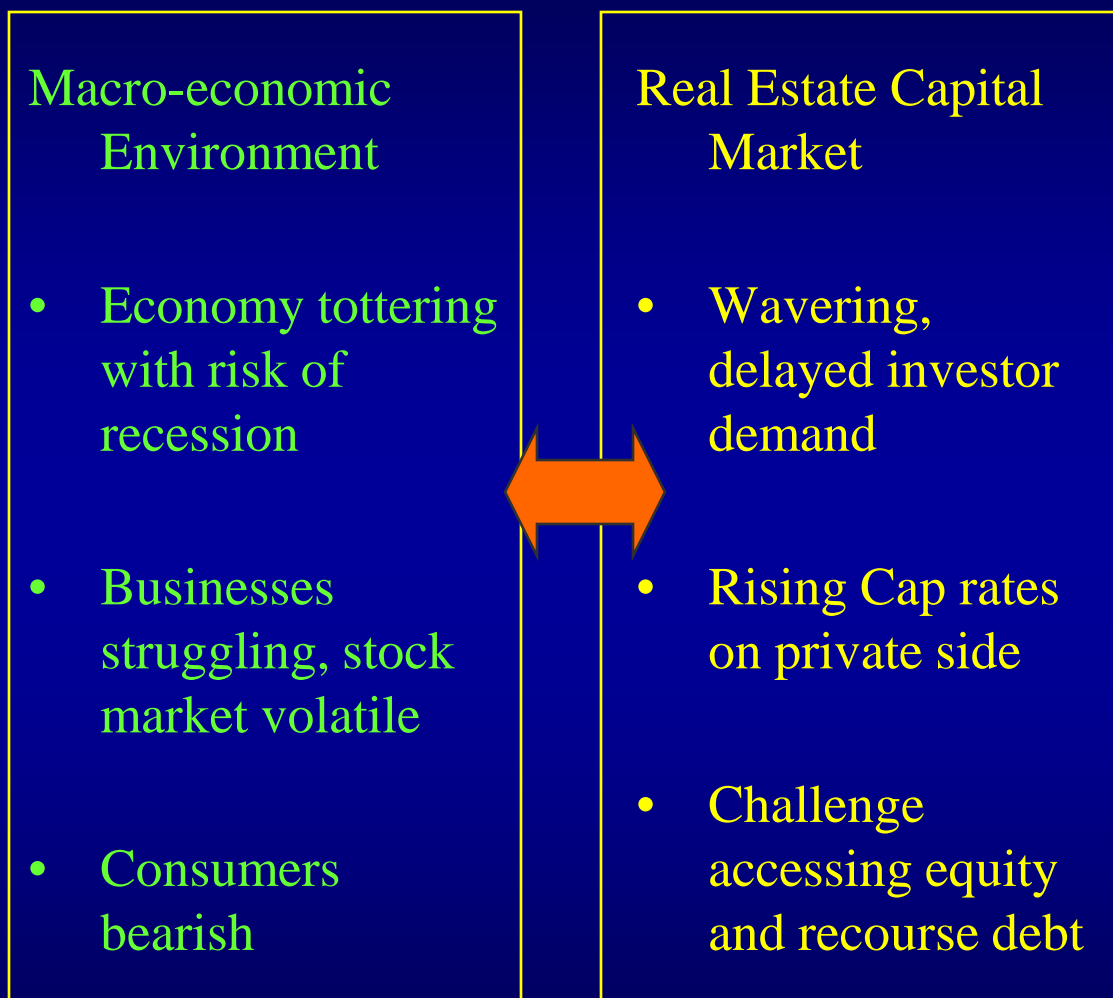 Macro-economic
Environment
• Economy tottering
with risk of
recession
• Businesses
struggling, stock
market volatile
• Consumers
bearish
Real Estate Capital
Market
• Wavering,
delayed investor
demand
• Rising Cap rates
on private side
• Challenge
accessing equity
and recourse debt